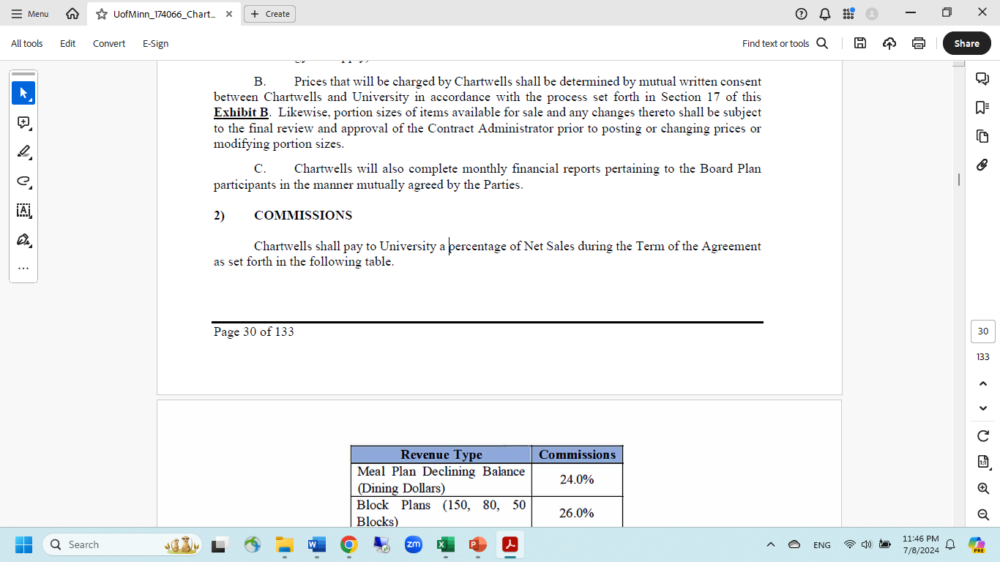 Menu
UofMinn_174066_Chart...
Create
All tools
Edit
Convert
E-Sign
Find text or tools
Share
B. Prices that will be charged by Chartwells shall be determined by mutual written consent
between Chartwells and University in accordance with the process set forth in Section 17 of this
Exhibit B. Likewise, portion sizes of items available for sale and any changes thereto shall be subject
to the final review and approval of the Contract Administrator prior to posting or changing prices or
modifying portion sizes.
C. Chartwells will also complete monthly financial reports pertaining to the Board Plan
participants in the manner mutually agreed by the Parties.
2) COMMISSIONS
Chartwells shall pay to University a percentage of Net Sales during the Term of the Agreement
as set forth in the following table.
Page 30 of 133
30
133
Revenue Type Commissions
Meal Plan Declining Balance
(Dining Dollars)
24.0%
Block Plans (150, 80, 50
Blocks)
26.0%
Search
zm
ENG
11:46 PM
7/8/2024
PRE